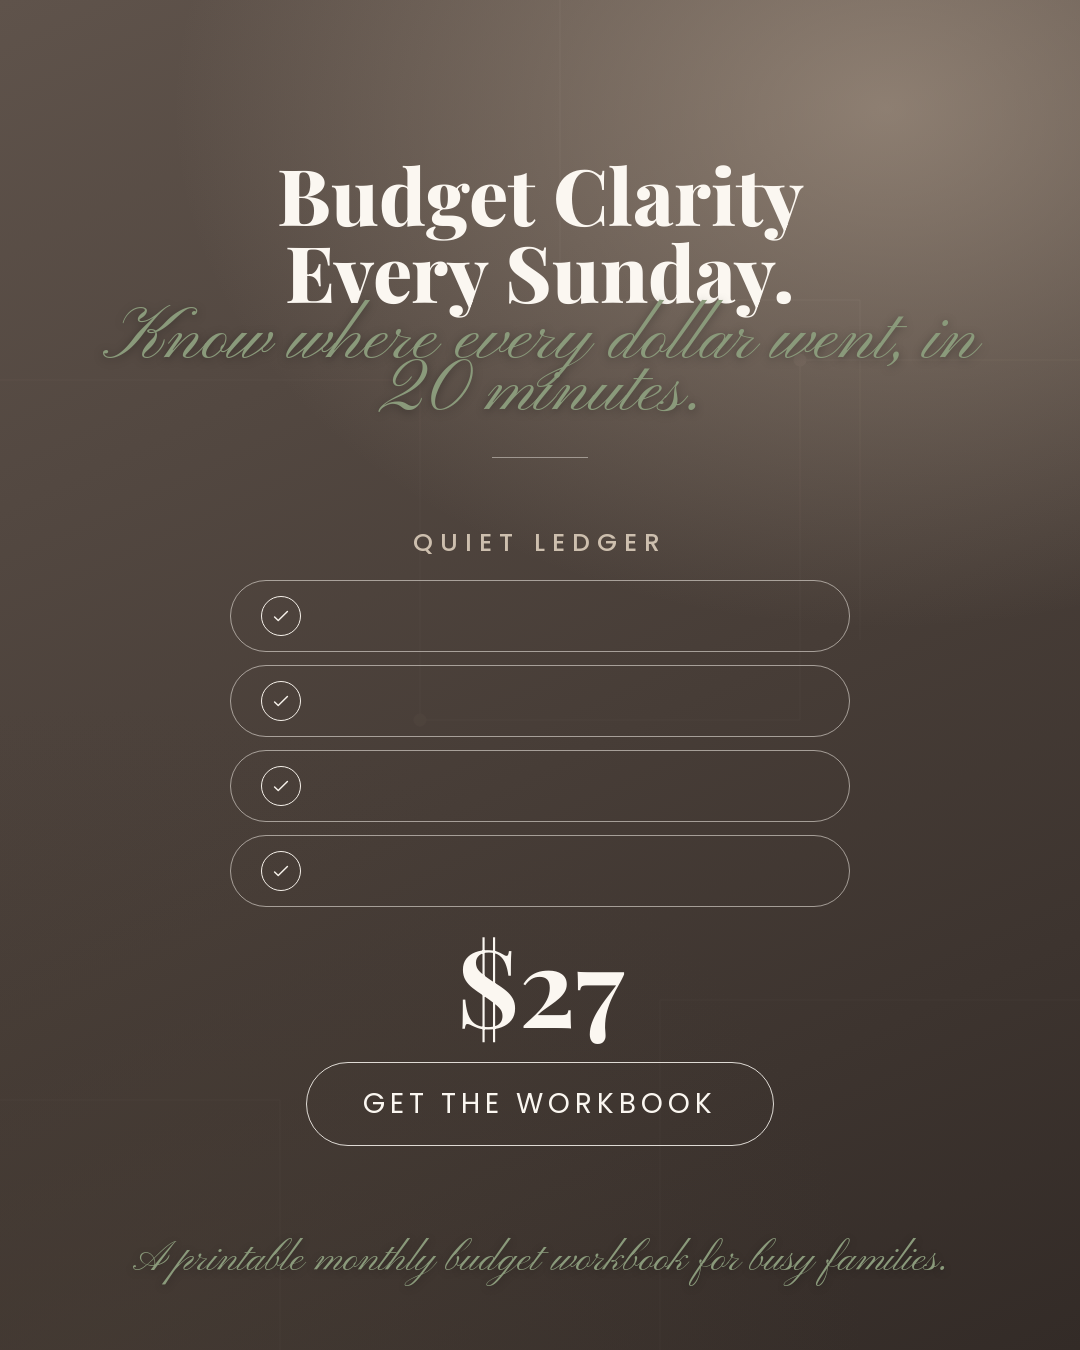 Budget Clarity
Every Sunday.
Know where every dollar went, in
20 minutes.
QUIET LEDGER
$27
GET THE WORKBOOK
A printable monthly budget workbook for busy families.